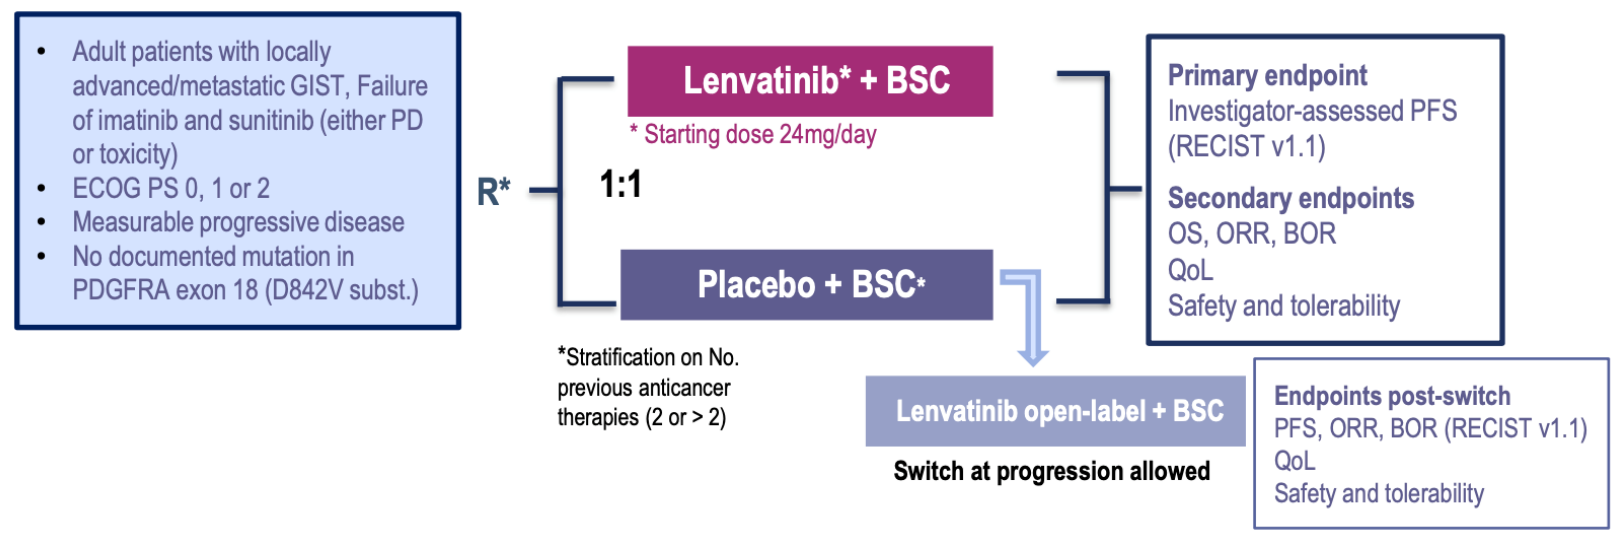 • Adult patients with locally
advanced/metastatic GIST, Failure
of imatinib and sunitinib (either PD
or toxicity)
• ECOG PS 0, 1 or 2
• Measurable progressive disease
• No documented mutation in
PDGFRA exon 18 (D842V subst.)
R*
1:1
Lenvatinib* + BSC
* Starting dose 24mg/day
Placebo + BSC*
*Stratification on No.
previous anticancer
therapies (2 or > 2)
Lenvatinib open-label + BSC
Switch at progression allowed
Primary endpoint
Investigator-assessed PFS
(RECIST v1.1)
Secondary endpoints
OS, ORR, BOR
QoL
Safety and tolerability
Endpoints post-switch
PFS, ORR, BOR (RECIST v1.1)
QoL
Safety and tolerability